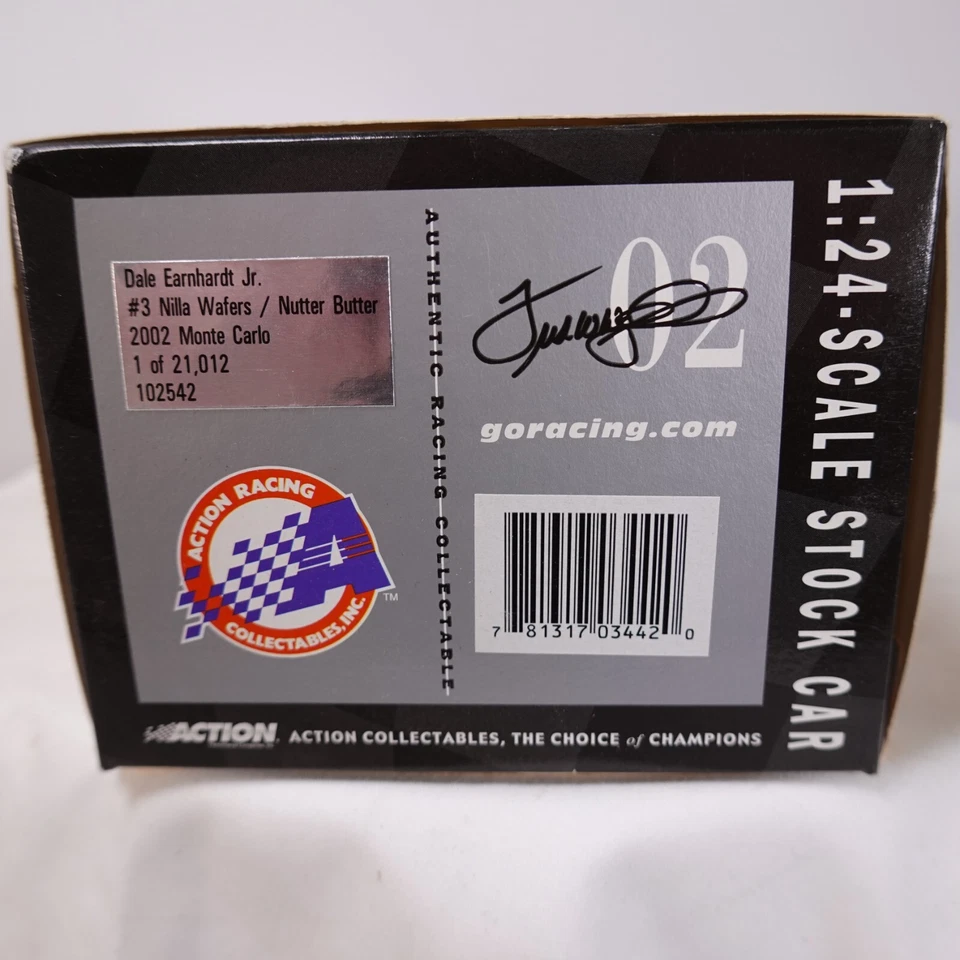 Dale Earnhardt Jr.
#3 Nilla Wafers / Nutter Butter
2002 Monte Carlo
1 of 21,012
102542
ACTION RACING
COLLECTABLES, INC.
TM
AUTHENTIC RACING COLLECTABLE
02
goracing.com
7 81317 03442 0
ACTION
ACTION COLLECTABLES, THE CHOICE of CHAMPIONS
1:24-SCALE STOCK CAR